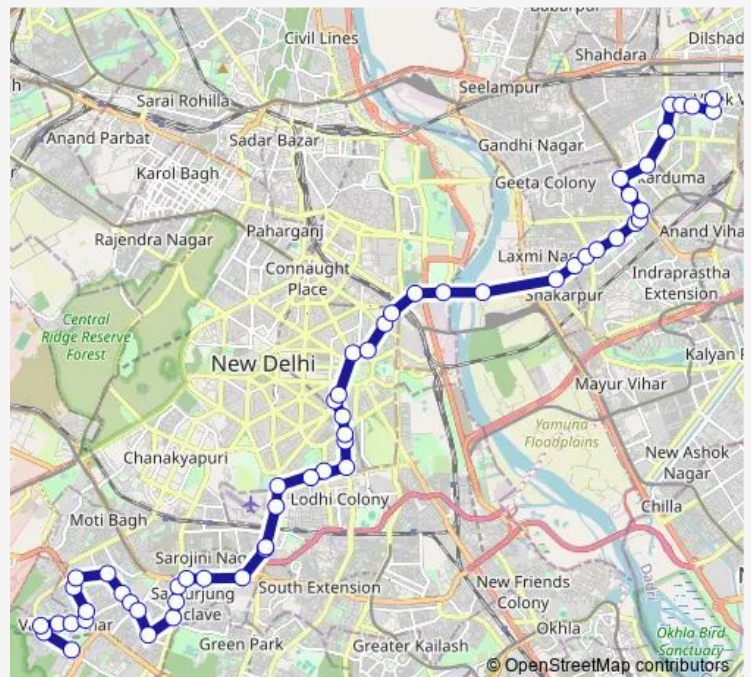 Civil Lines
Shahdara
Dilshad
Seelampur
Sarai Rohilla
Anand Parbat
Sadar Bazar
Gandhi Nagar
Karol Bagh
Geeta Colony
Karduma
Rajendra Nagar
Paharganj
Anand Viha
Connaught
Place
Laxmi Nag
Indraprastha
Extension
Shakarpur
Central
Ridge Reserve
Forest
New Delhi
Kalyan P
Mayur Vihar
Yamuna
Floodplains
Chanakyapuri
New Ashok
Nagar
Lodhi Colony
Chilla
Moti Bagh
Sarojini Nag
South Extension
New Friends
Colony
Dadri
Green Park
Greater Kailash
Okhla
Okhla Bird
Sanctuary
© OpenStreetMap contributors